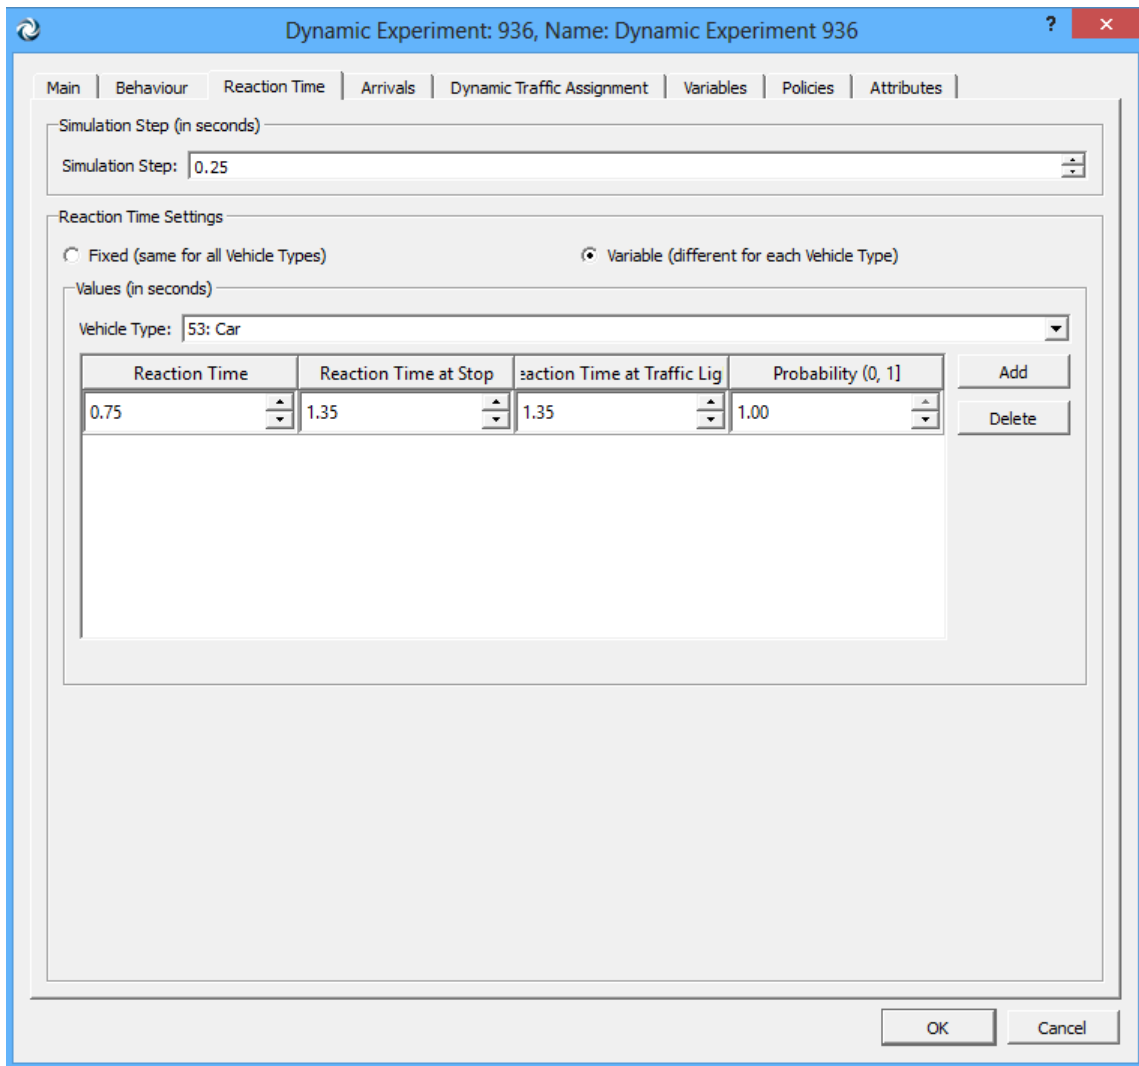 Dynamic Experiment: 936, Name: Dynamic Experiment 936 ? ×
Main Behaviour Reaction Time Arrivals Dynamic Traffic Assignment Variables Policies Attributes
Simulation Step (in seconds)
Simulation Step: 0.25
Reaction Time Settings
Fixed (same for all Vehicle Types) Variable (different for each Vehicle Type)
Values (in seconds)
Vehicle Type: 53: Car
Reaction Time Reaction Time at Stop eaction Time at Traffic Lig Probability (0, 1] Add
0.75 1.35 1.35 1.00 Delete
OK Cancel